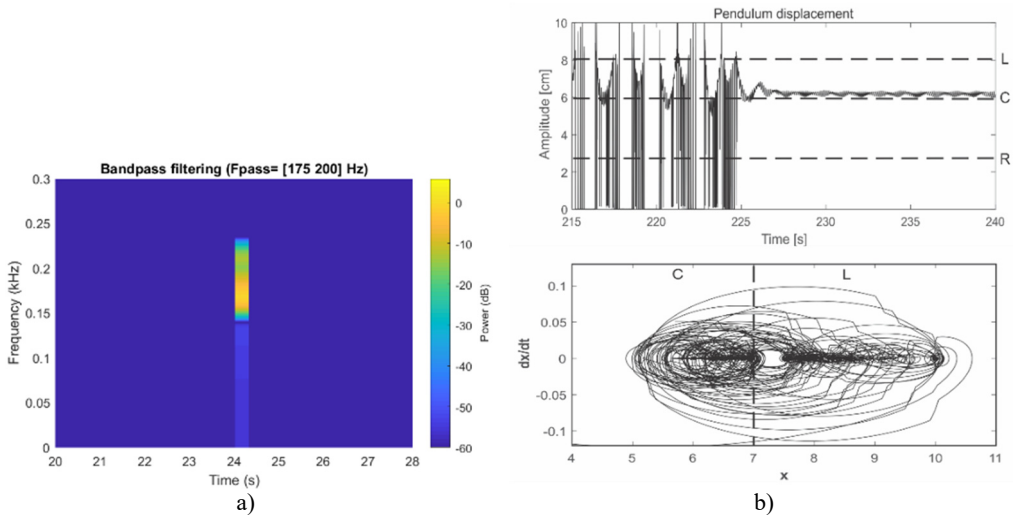 Bandpass filtering (Fpass= [175 200] Hz)
0.3
0.25
0.2
0.15
0.1
0.05
0
Frequency (kHz)
20 21 22 23 24 25 26 27 28
Time (s)
0
-10
-20
-30
-40
-50
-60
Power (dB)
a)
Pendulum displacement
10
8
6
4
2
0
Amplitude [cm]
L
C
R
215 220 225 230 235 240
Time [s]
C L
0.1
0.05
0
-0.05
-0.1
dx/dt
4 5 6 7 8 9 10 11
x
b)